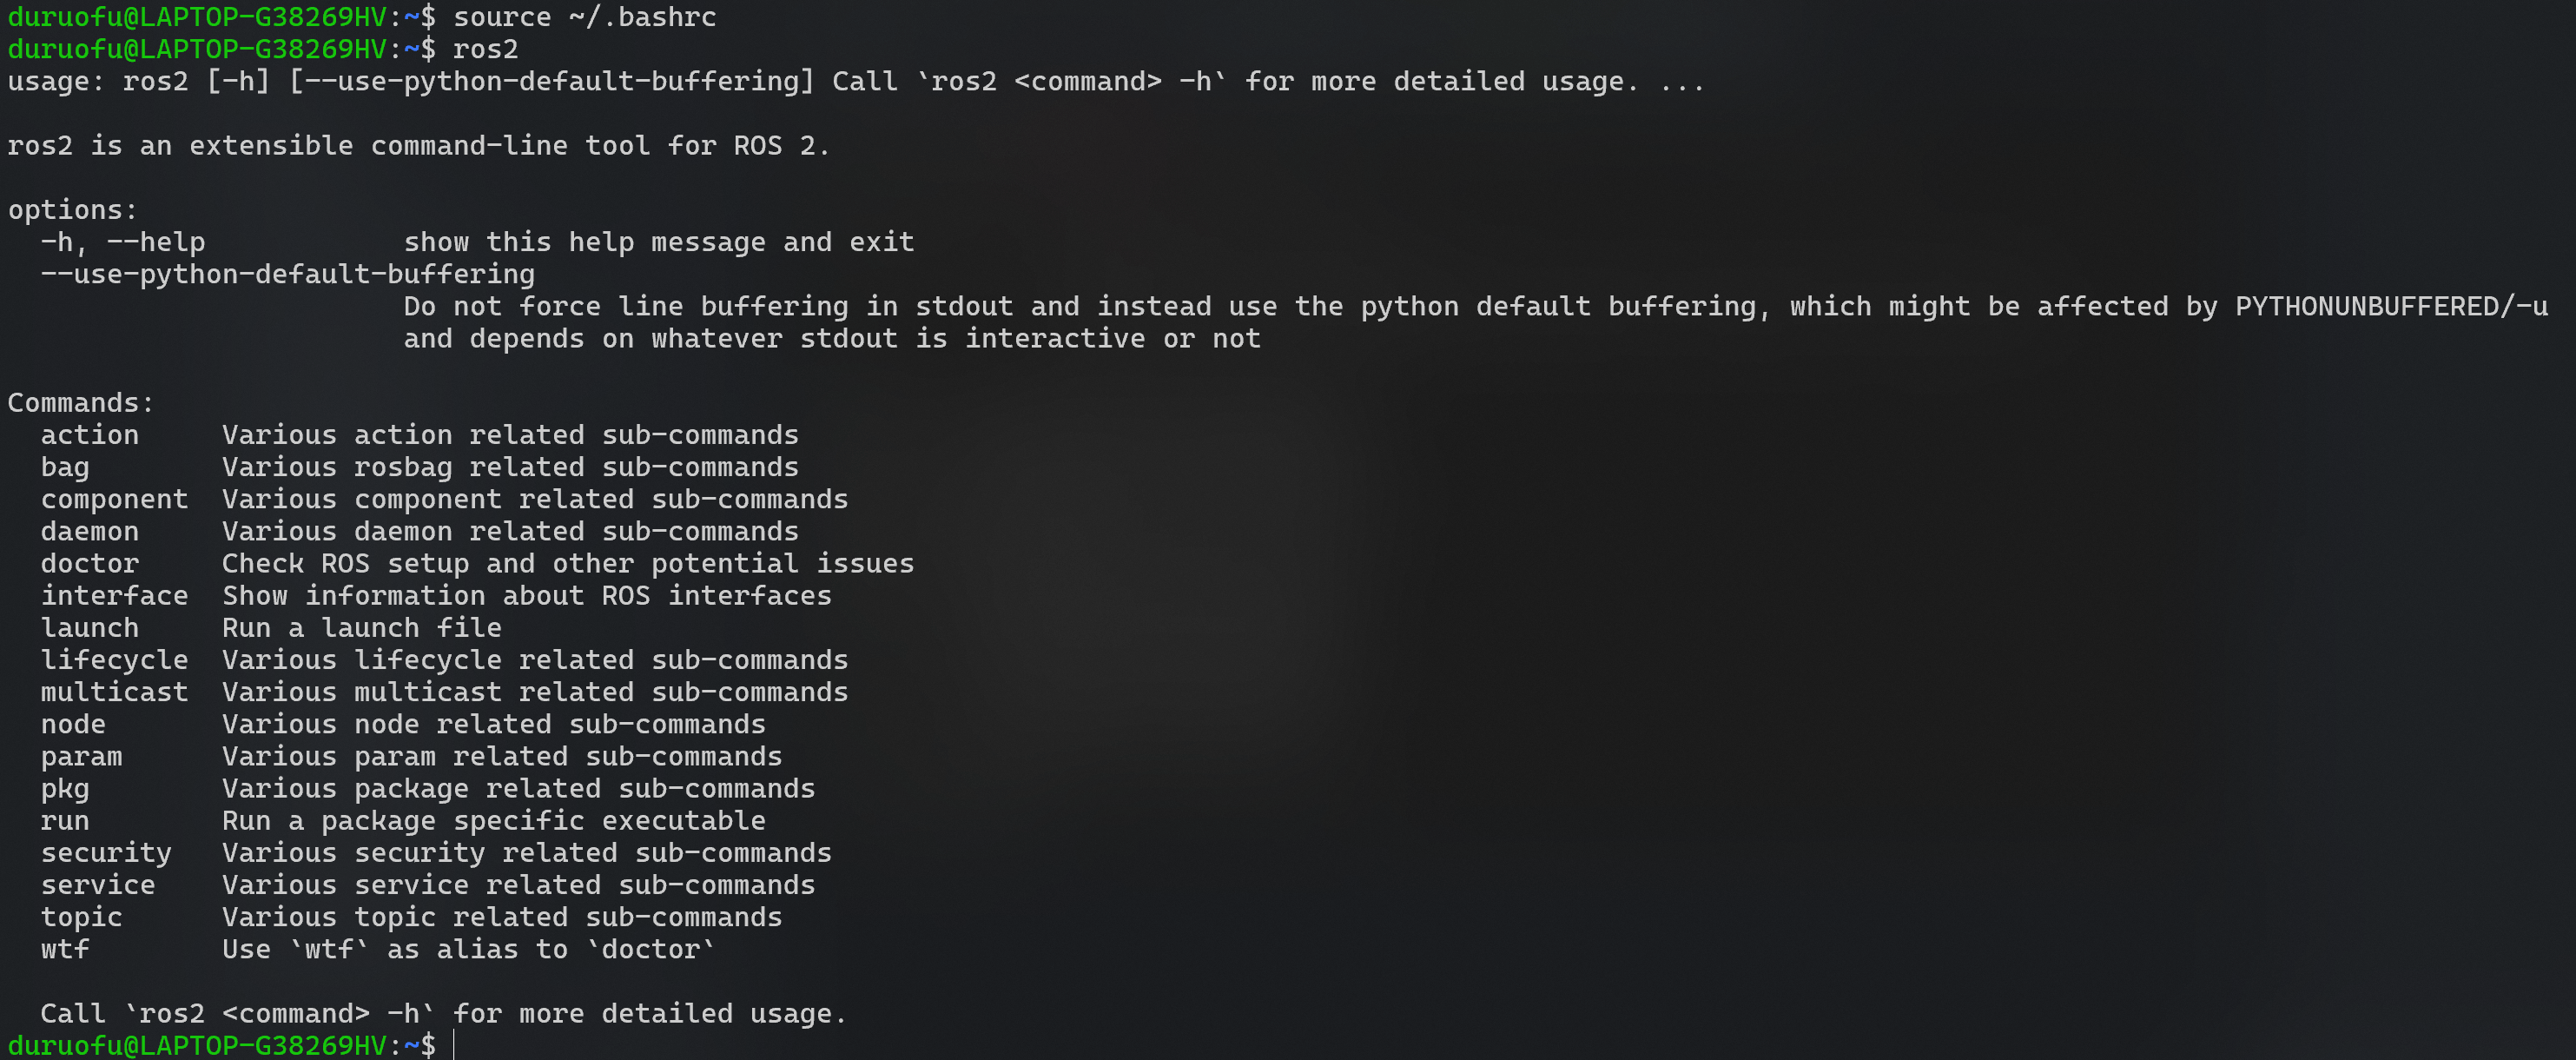 duruofu@LAPTOP-G38269HV:~$ source ~/.bashrc
duruofu@LAPTOP-G38269HV:~$ ros2
usage: ros2 [-h] [--use-python-default-buffering] Call `ros2 <command> -h` for more detailed usage. ...

ros2 is an extensible command-line tool for ROS 2.

options:
  -h, --help            show this help message and exit
  --use-python-default-buffering
                        Do not force line buffering in stdout and instead use the python default buffering, which might be affected by PYTHONUNBUFFERED/-u
                        and depends on whatever stdout is interactive or not

Commands:
  action     Various action related sub-commands
  bag        Various rosbag related sub-commands
  component  Various component related sub-commands
  daemon     Various daemon related sub-commands
  doctor     Check ROS setup and other potential issues
  interface  Show information about ROS interfaces
  launch     Run a launch file
  lifecycle  Various lifecycle related sub-commands
  multicast  Various multicast related sub-commands
  node       Various node related sub-commands
  param      Various param related sub-commands
  pkg        Various package related sub-commands
  run        Run a package specific executable
  security   Various security related sub-commands
  service    Various service related sub-commands
  topic      Various topic related sub-commands
  wtf        Use `wtf` as alias to `doctor`

  Call `ros2 <command> -h` for more detailed usage.
duruofu@LAPTOP-G38269HV:~$